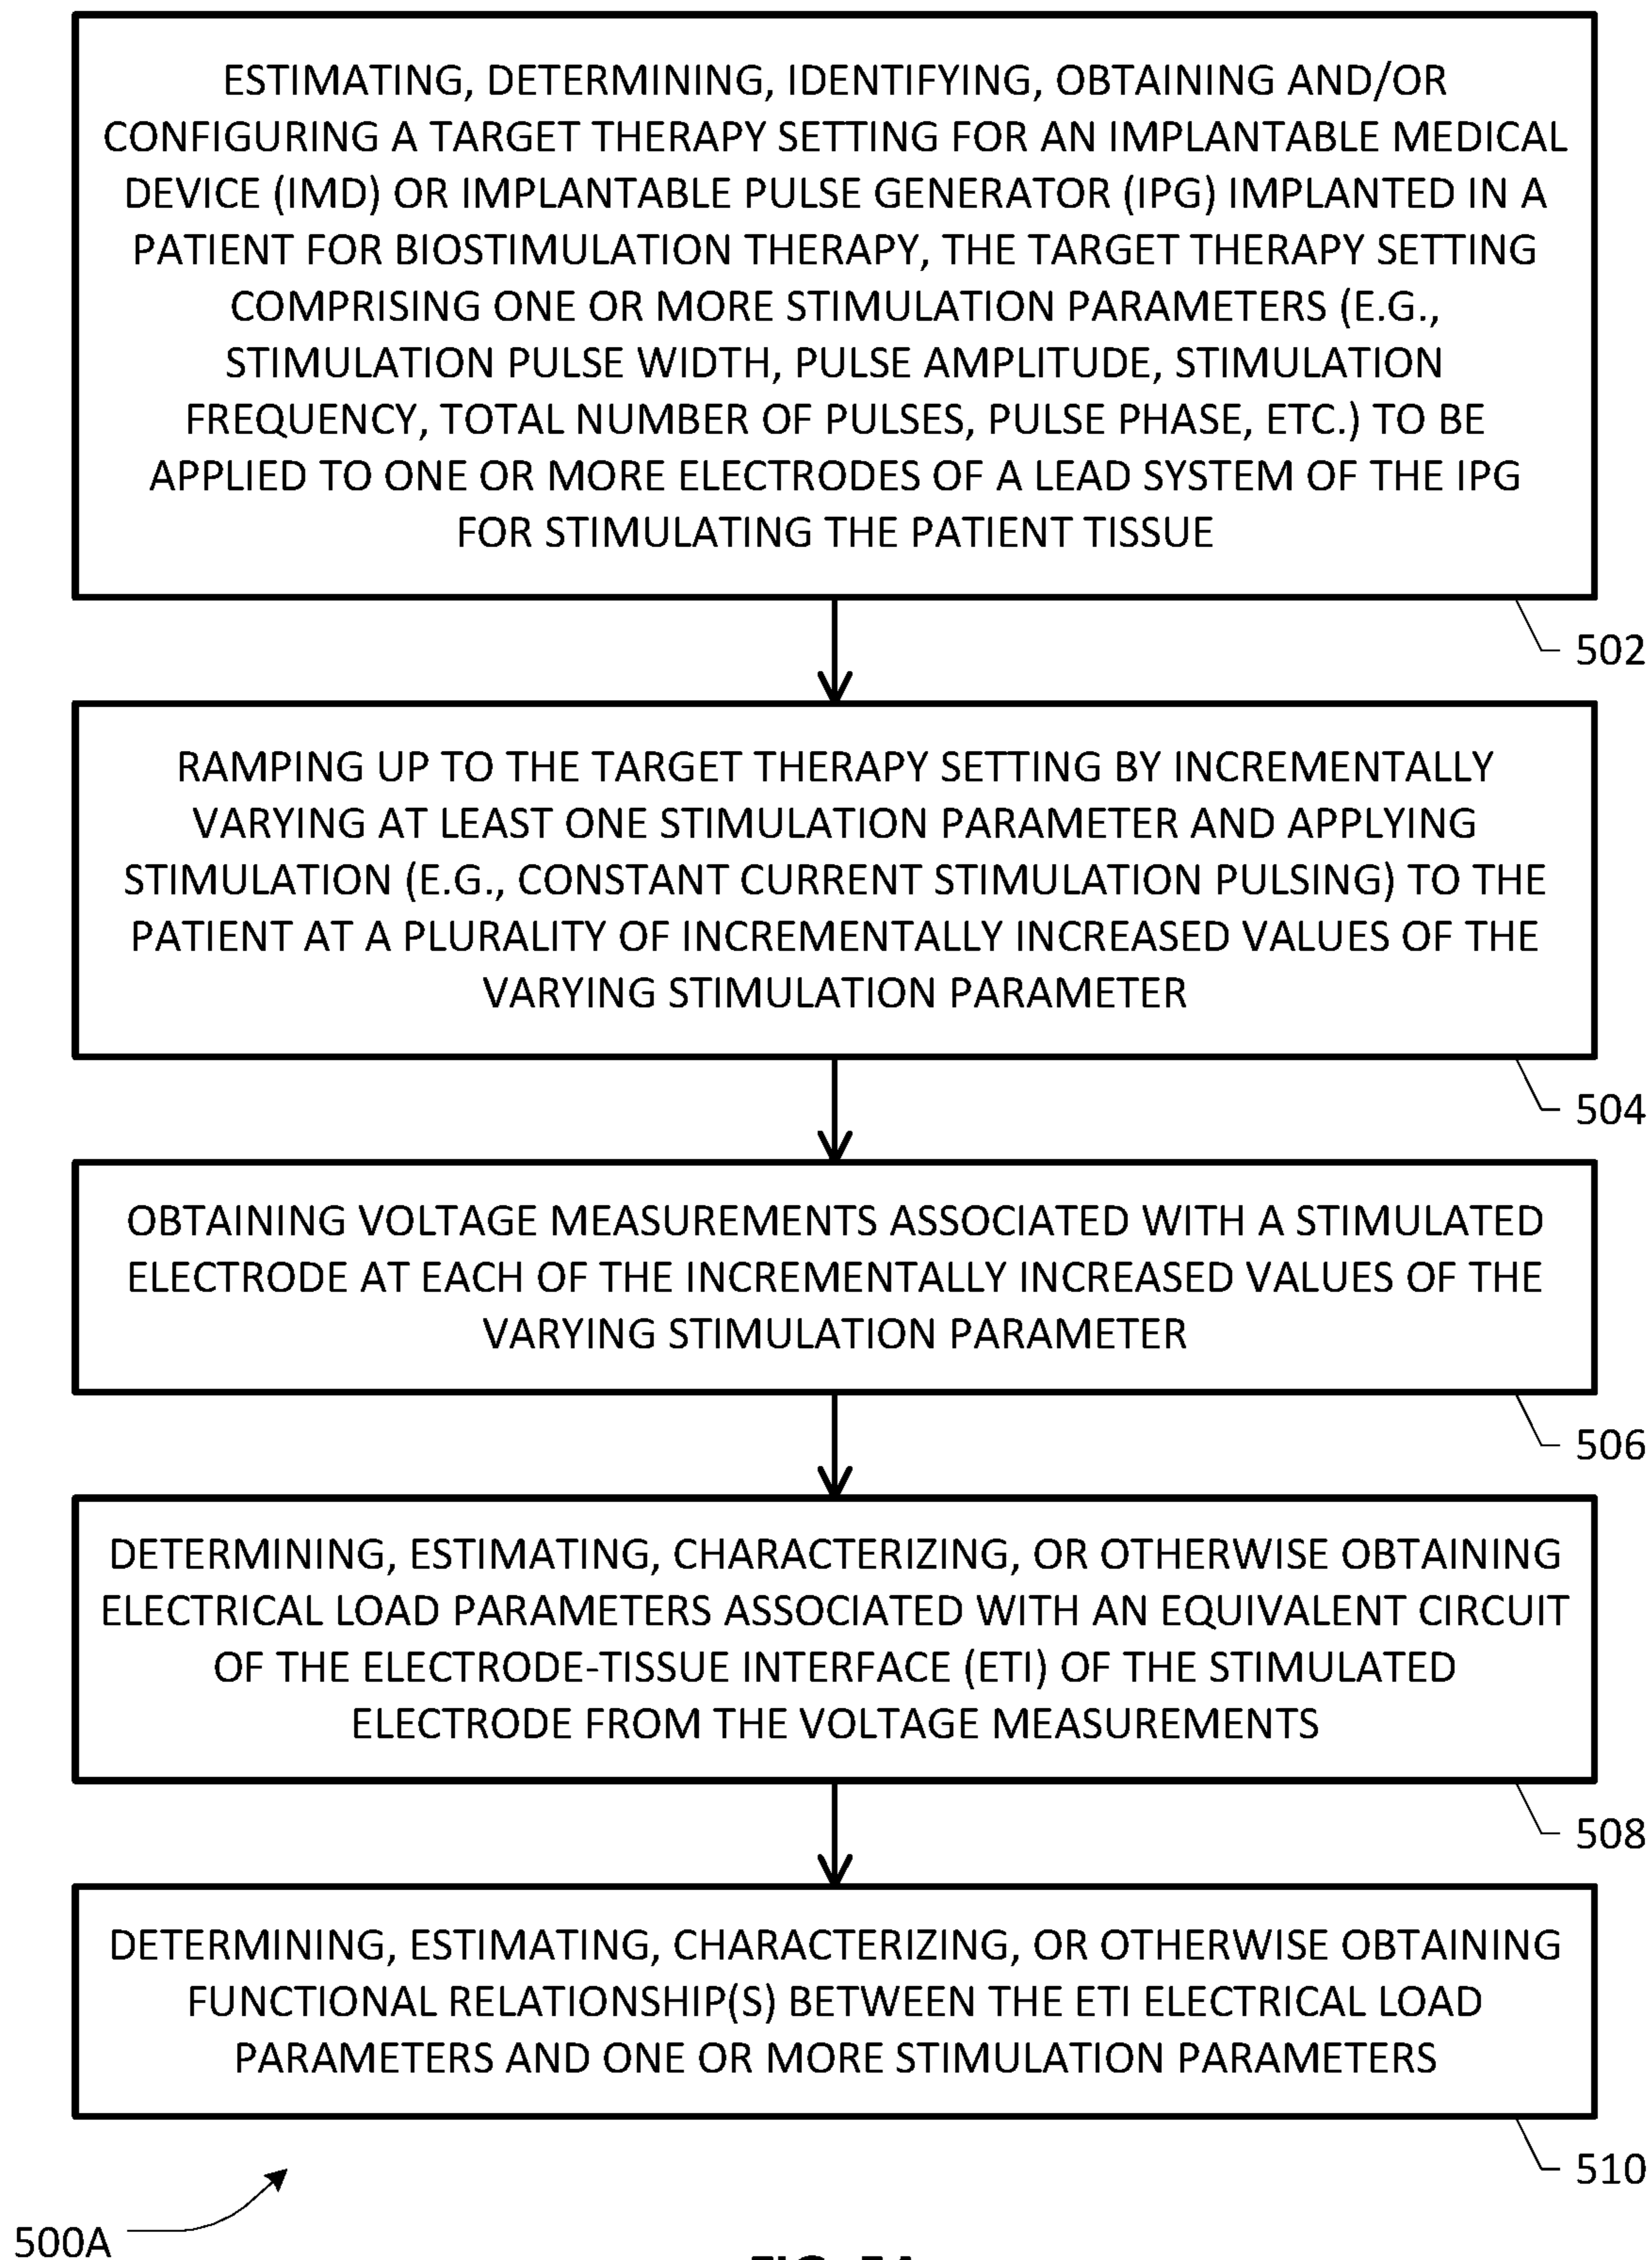 ESTIMATING, DETERMINING, IDENTIFYING, OBTAINING AND/OR
CONFIGURING A TARGET THERAPY SETTING FOR AN IMPLANTABLE MEDICAL
DEVICE (IMD) OR IMPLANTABLE PULSE GENERATOR (IPG) IMPLANTED IN A
PATIENT FOR BIOSTIMULATION THERAPY, THE TARGET THERAPY SETTING
COMPRISING ONE OR MORE STIMULATION PARAMETERS (E.G.,
STIMULATION PULSE WIDTH, PULSE AMPLITUDE, STIMULATION
FREQUENCY, TOTAL NUMBER OF PULSES, PULSE PHASE, ETC.) TO BE
APPLIED TO ONE OR MORE ELECTRODES OF A LEAD SYSTEM OF THE IPG
FOR STIMULATING THE PATIENT TISSUE
502
RAMPING UP TO THE TARGET THERAPY SETTING BY INCREMENTALLY
VARYING AT LEAST ONE STIMULATION PARAMETER AND APPLYING
STIMULATION (E.G., CONSTANT CURRENT STIMULATION PULSING) TO THE
PATIENT AT A PLURALITY OF INCREMENTALLY INCREASED VALUES OF THE
VARYING STIMULATION PARAMETER
504
OBTAINING VOLTAGE MEASUREMENTS ASSOCIATED WITH A STIMULATED
ELECTRODE AT EACH OF THE INCREMENTALLY INCREASED VALUES OF THE
VARYING STIMULATION PARAMETER
506
DETERMINING, ESTIMATING, CHARACTERIZING, OR OTHERWISE OBTAINING
ELECTRICAL LOAD PARAMETERS ASSOCIATED WITH AN EQUIVALENT CIRCUIT
OF THE ELECTRODE-TISSUE INTERFACE (ETI) OF THE STIMULATED
ELECTRODE FROM THE VOLTAGE MEASUREMENTS
508
DETERMINING, ESTIMATING, CHARACTERIZING, OR OTHERWISE OBTAINING
FUNCTIONAL RELATIONSHIP(S) BETWEEN THE ETI ELECTRICAL LOAD
PARAMETERS AND ONE OR MORE STIMULATION PARAMETERS
510
500A